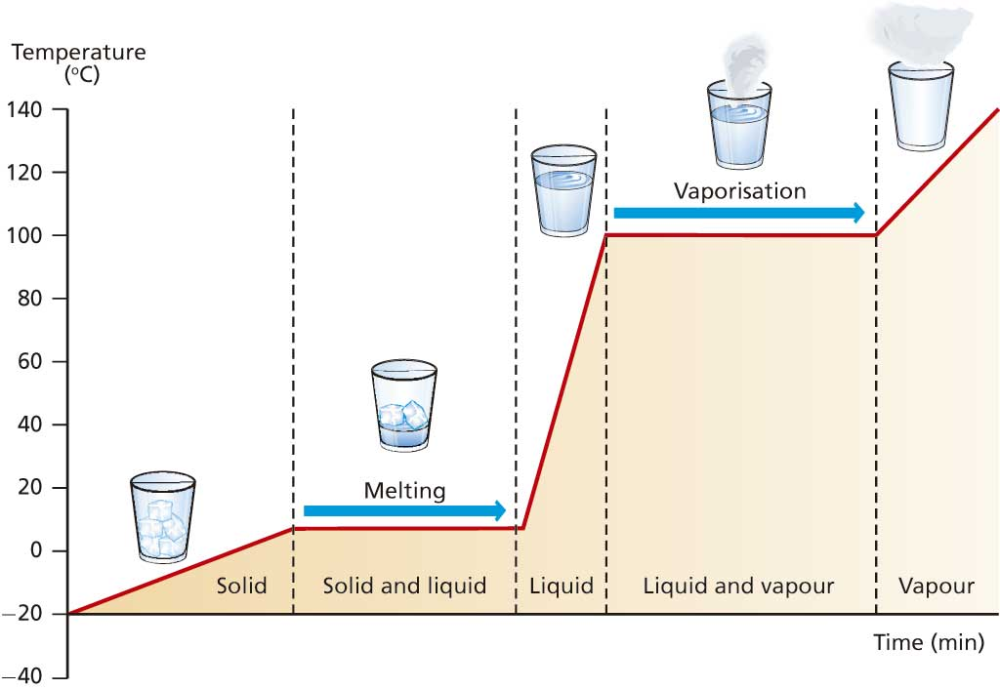 Temperature
(°C)
140
120
100
80
60
40
20
0
−20
−40
Vaporisation
Melting
Solid
Solid and liquid
Liquid
Liquid and vapour
Vapour
Time (min)